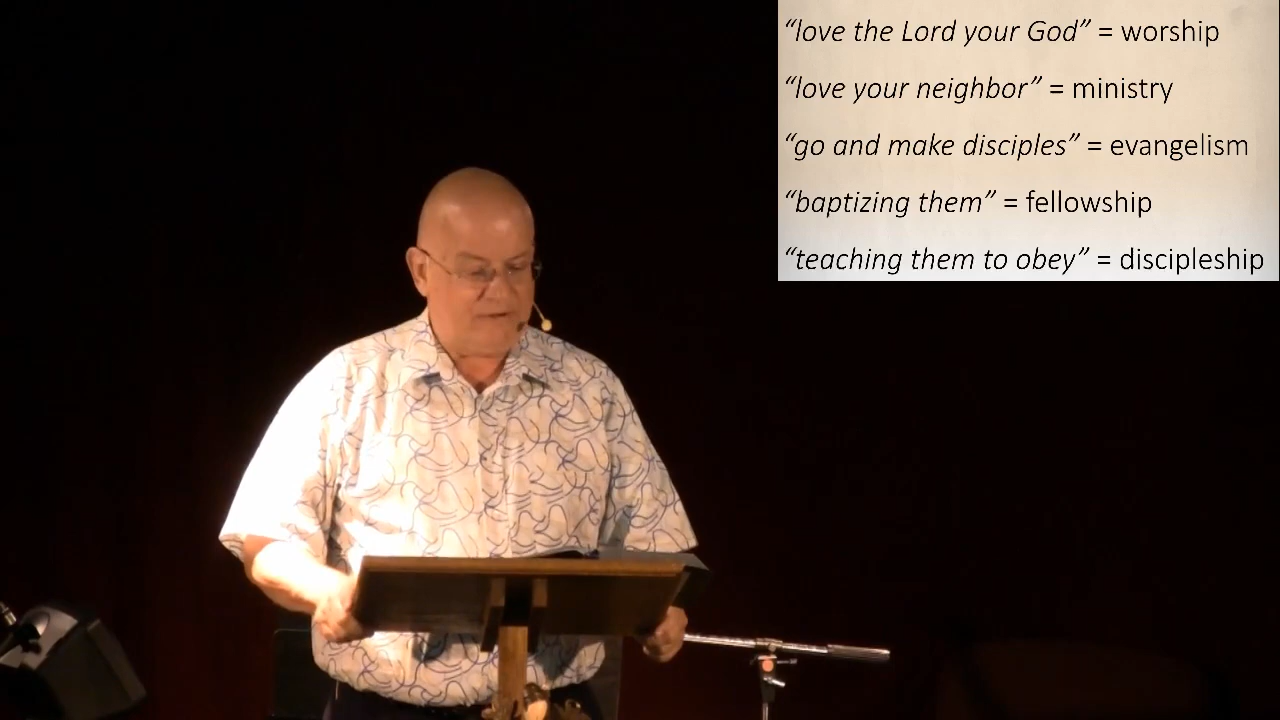 “love the Lord your God” = worship
“love your neighbor” = ministry
“go and make disciples” = evangelism
“baptizing them” = fellowship
“teaching them to obey” = discipleship